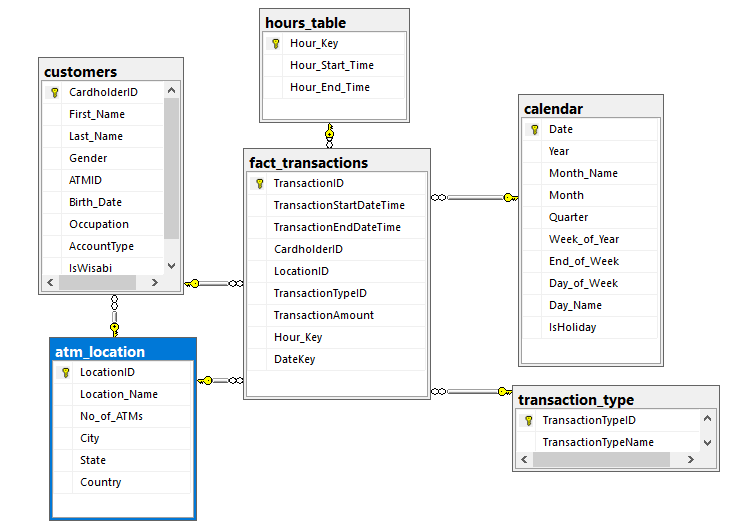 hours_table
Hour_Key
Hour_Start_Time
Hour_End_Time
customers
CardholderID
First_Name
Last_Name
Gender
ATMID
Birth_Date
Occupation
AccountType
IsWisabi
fact_transactions
TransactionID
TransactionStartDateTime
TransactionEndDateTime
CardholderID
LocationID
TransactionTypeID
TransactionAmount
Hour_Key
DateKey
calendar
Date
Year
Month_Name
Month
Quarter
Week_of_Year
End_of_Week
Day_of_Week
Day_Name
IsHoliday
atm_location
LocationID
Location_Name
No_of_ATMs
City
State
Country
transaction_type
TransactionTypeID
TransactionTypeName